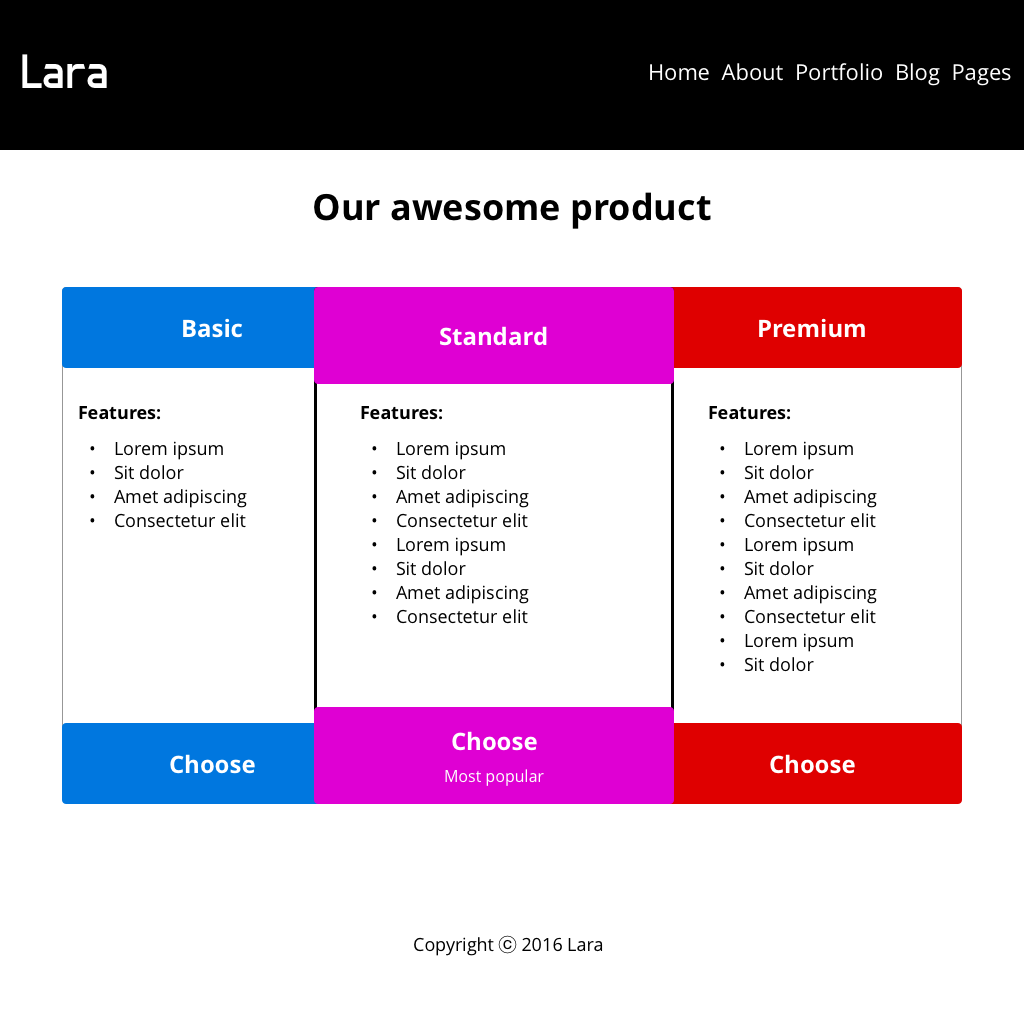 Lara
Home About Portfolio Blog Pages
Our awesome product
Basic
Features:
• Lorem ipsum
• Sit dolor
• Amet adipiscing
• Consectetur elit
Choose
Standard
Features:
• Lorem ipsum
• Sit dolor
• Amet adipiscing
• Consectetur elit
• Lorem ipsum
• Sit dolor
• Amet adipiscing
• Consectetur elit
Choose
Most popular
Premium
Features:
• Lorem ipsum
• Sit dolor
• Amet adipiscing
• Consectetur elit
• Lorem ipsum
• Sit dolor
• Amet adipiscing
• Consectetur elit
• Lorem ipsum
• Sit dolor
Choose
Copyright ⓒ 2016 Lara